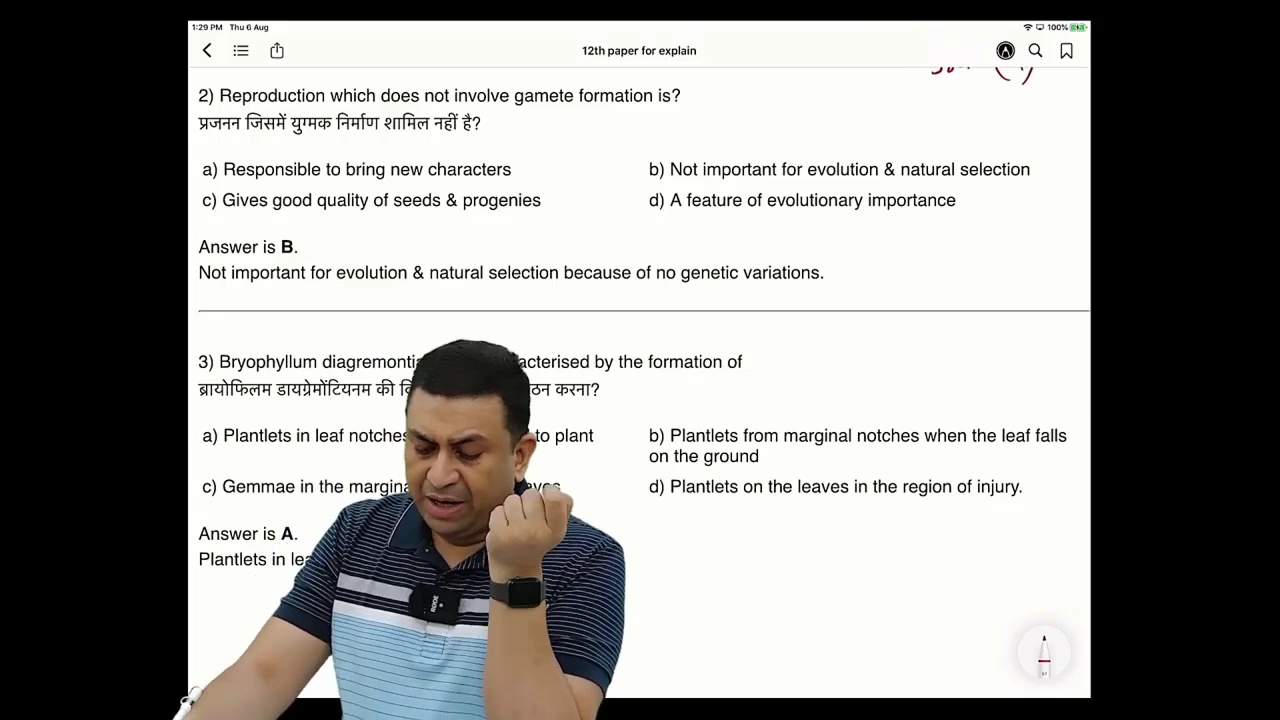 1:29 PM Thu 6 Aug
100%
12th paper for explain
2) Reproduction which does not involve gamete formation is?
प्रजनन जिसमें युग्मक निर्माण शामिल नहीं है?
a) Responsible to bring new characters
b) Not important for evolution & natural selection
c) Gives good quality of seeds & progenies
d) A feature of evolutionary importance
Answer is B.
Not important for evolution & natural selection because of no genetic variations.
3) Bryophyllum by the formation of
ब्रायोफिलम डायग्रेमोंटियनम की करना?
a) Plantlets in leaf notches to plant
b) Plantlets from marginal notches when the leaf falls
on the ground
c) Gemmae in the
d) Plantlets on the leaves in the region of injury.
Answer is A.
Plantlets in
RODE